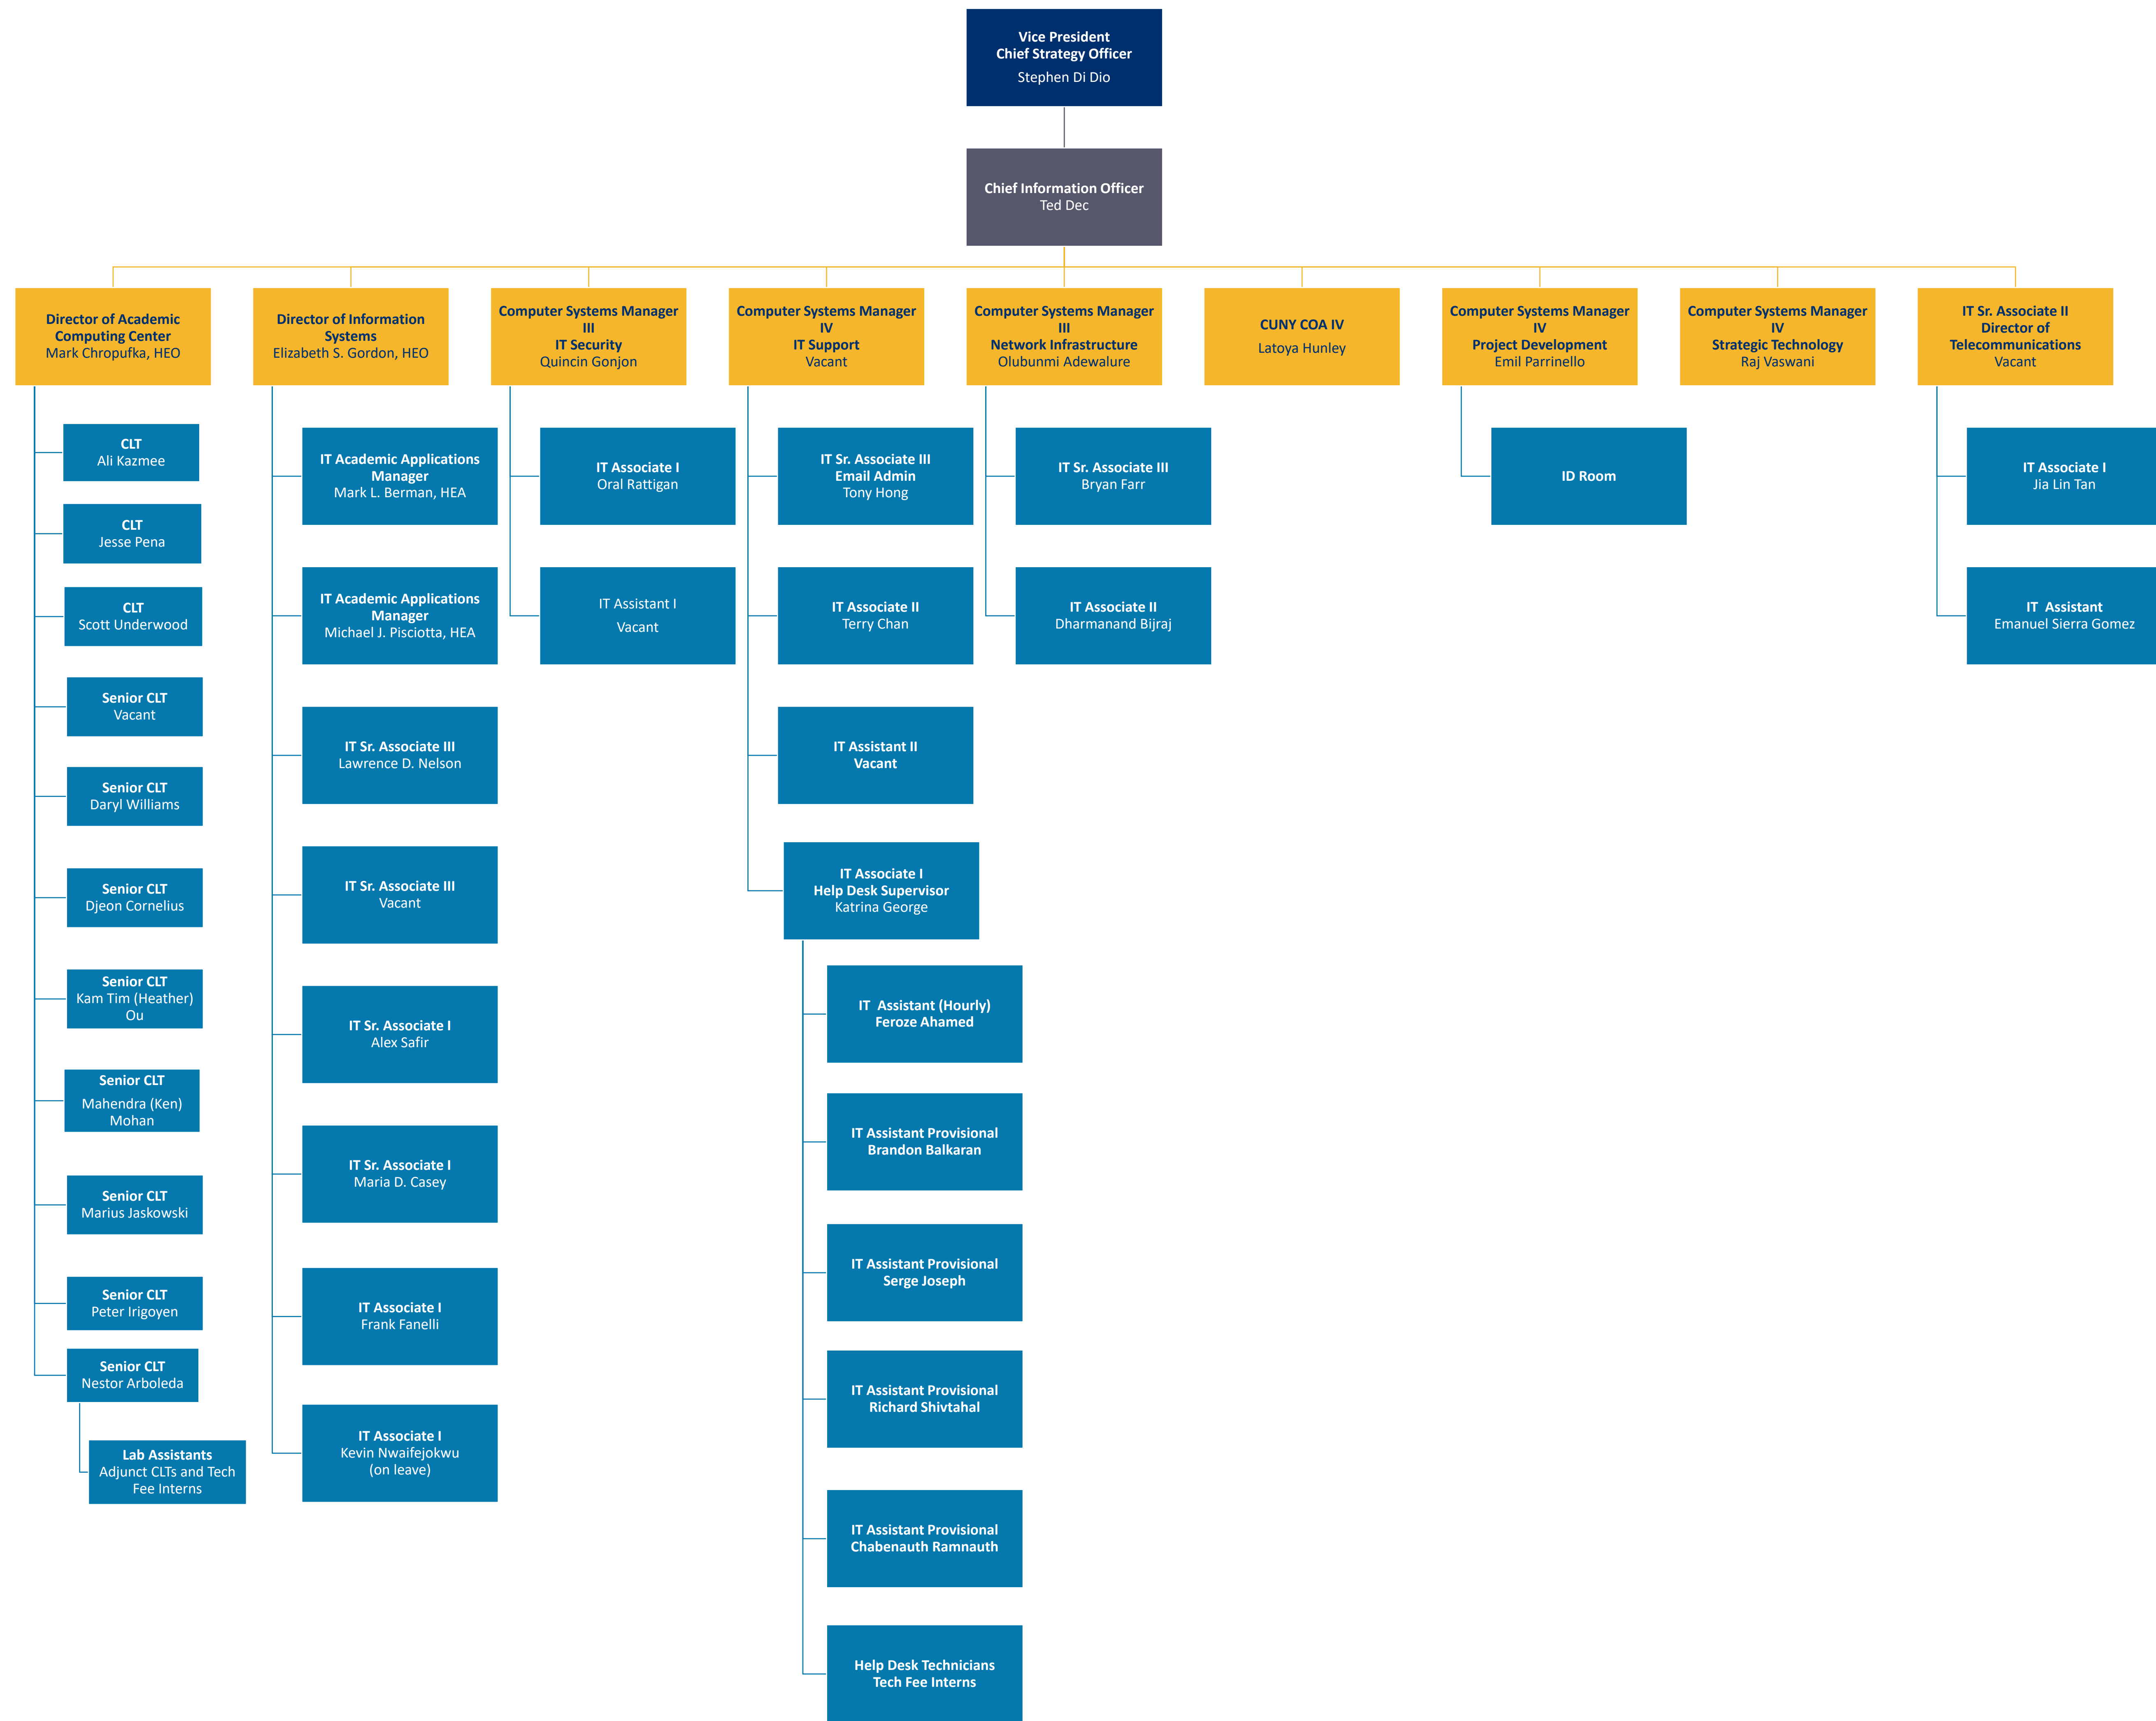 Vice President
Chief Strategy Officer
Stephen Di Dio
Chief Information Officer
Ted Dec
Director of Academic
Computing Center
Mark Chropufka, HEO
CLT
Ali Kazmee
CLT
Jesse Pena
CLT
Scott Underwood
Senior CLT
Vacant
Senior CLT
Daryl Williams
Senior CLT
Djeon Cornelius
Senior CLT
Kam Tim (Heather)
Ou
Senior CLT
Mahendra (Ken)
Mohan
Senior CLT
Marius Jaskowski
Senior CLT
Peter Irigoyen
Senior CLT
Nestor Arboleda
Lab Assistants
Adjunct CLTs and Tech
Fee Interns
Director of Information
Systems
Elizabeth S. Gordon, HEO
IT Academic Applications
Manager
Mark L. Berman, HEA
IT Academic Applications
Manager
Michael J. Pisciotta, HEA
IT Sr. Associate III
Lawrence D. Nelson
IT Sr. Associate III
Vacant
IT Sr. Associate I
Alex Safir
IT Sr. Associate I
Maria D. Casey
IT Associate I
Frank Fanelli
IT Associate I
Kevin Nwaifejokwu
(on leave)
Computer Systems Manager
III
IT Security
Quincin Gonjon
IT Associate I
Oral Rattigan
IT Assistant I
Vacant
Computer Systems Manager
IV
IT Support
Vacant
IT Sr. Associate III
Email Admin
Tony Hong
IT Associate II
Terry Chan
IT Assistant II
Vacant
IT Associate I
Help Desk Supervisor
Katrina George
IT  Assistant (Hourly)
Feroze Ahamed
IT Assistant Provisional
Brandon Balkaran
IT Assistant Provisional
Serge Joseph
IT Assistant Provisional
Richard Shivtahal
IT Assistant Provisional
Chabenauth Ramnauth
Help Desk Technicians
Tech Fee Interns
Computer Systems Manager
III
Network Infrastructure
Olubunmi Adewalure
IT Sr. Associate III
Bryan Farr
IT Associate II
Dharmanand Bijraj
CUNY COA IV
Latoya Hunley
Computer Systems Manager
IV
Project Development
Emil Parrinello
ID Room
Computer Systems Manager
IV
Strategic Technology
Raj Vaswani
IT Sr. Associate II
Director of
Telecommunications
Vacant
IT Associate I
Jia Lin Tan
IT  Assistant
Emanuel Sierra Gomez